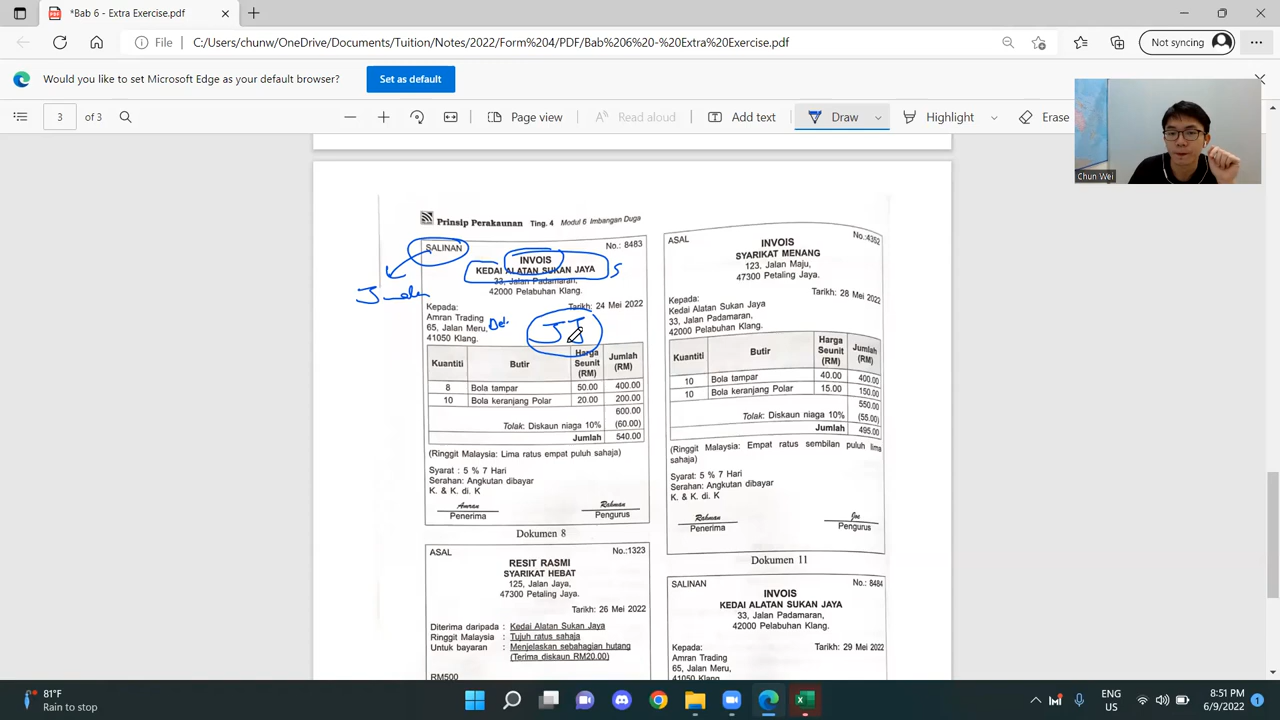 *Bab 6 - Extra Exercise.pdf
File
C:/Users/chunw/OneDrive/Documents/Tuition/Notes/2022/Form%204/PDF/Bab%206%20-%20Extra%20Exercise.pdf
Not syncing
Would you like to set Microsoft Edge as your default browser?
Set as default
3 of 3
Page view
Read aloud
Add text
Draw
Highlight
Erase
Chun Wei
Prinsip Perakaunan Ting. 4 Modul 6 Imbangan Duga
SALINAN
No.: 8483
INVOIS
KEDAI ALATAN SUKAN JAYA
S
33, Jalan Padamaran,
42000 Pelabuhan Klang.
Kepada:
Tarikh: 24 Mei 2022
Amran Trading
65, Jalan Meru,
41050 Klang.
JJ
Kuantiti Butir Harga Seunit (RM) Jumlah (RM)
8 Bola tampar 50.00 400.00
10 Bola keranjang Polar 20.00 200.00
600.00
Tolak: Diskaun niaga 10% (60.00)
Jumlah 540.00
(Ringgit Malaysia: Lima ratus empat puluh sahaja)
Syarat : 5 % 7 Hari
Serahan: Angkutan dibayar
K. & K. di. K
Amran Rahman
Penerima Pengurus
Dokumen 8
ASAL
No.:1323
RESIT RASMI
SYARIKAT HEBAT
125, Jalan Jaya,
47300 Petaling Jaya.
Tarikh: 26 Mei 2022
Diterima daripada : Kedai Alatan Sukan Jaya
Ringgit Malaysia : Tujuh ratus sahaja
Untuk bayaran : Menjelaskan sebahagian hutang
(Terima diskaun RM20.00)
RM500
ASAL
No.:4352
INVOIS
SYARIKAT MENANG
123, Jalan Maju,
47300 Petaling Jaya.
Tarikh: 28 Mei 2022
Kepada:
Kedai Alatan Sukan Jaya
33, Jalan Padamaran,
42000 Pelabuhan Klang.
Kuantiti Butir Harga Seunit (RM) Jumlah (RM)
10 Bola tampar 40.00 400.00
10 Bola keranjang Polar 15.00 150.00
550.00
Tolak: Diskaun niaga 10% (55.00)
Jumlah 495.00
(Ringgit Malaysia: Empat ratus sembilan puluh lima
sahaja)
Syarat: 5 % 7 Hari
Serahan: Angkutan dibayar
K. & K. di. K
Rahman Joe
Penerima Pengurus
Dokumen 11
SALINAN
No.: 8484
INVOIS
KEDAI ALATAN SUKAN JAYA
33, Jalan Padamaran,
42000 Pelabuhan Klang.
Kepada:
Tarikh: 29 Mei 2022
Amran Trading
65, Jalan Meru,
41050 Klang.
81°F
Rain to stop
ENG
US
8:51 PM
6/9/2022